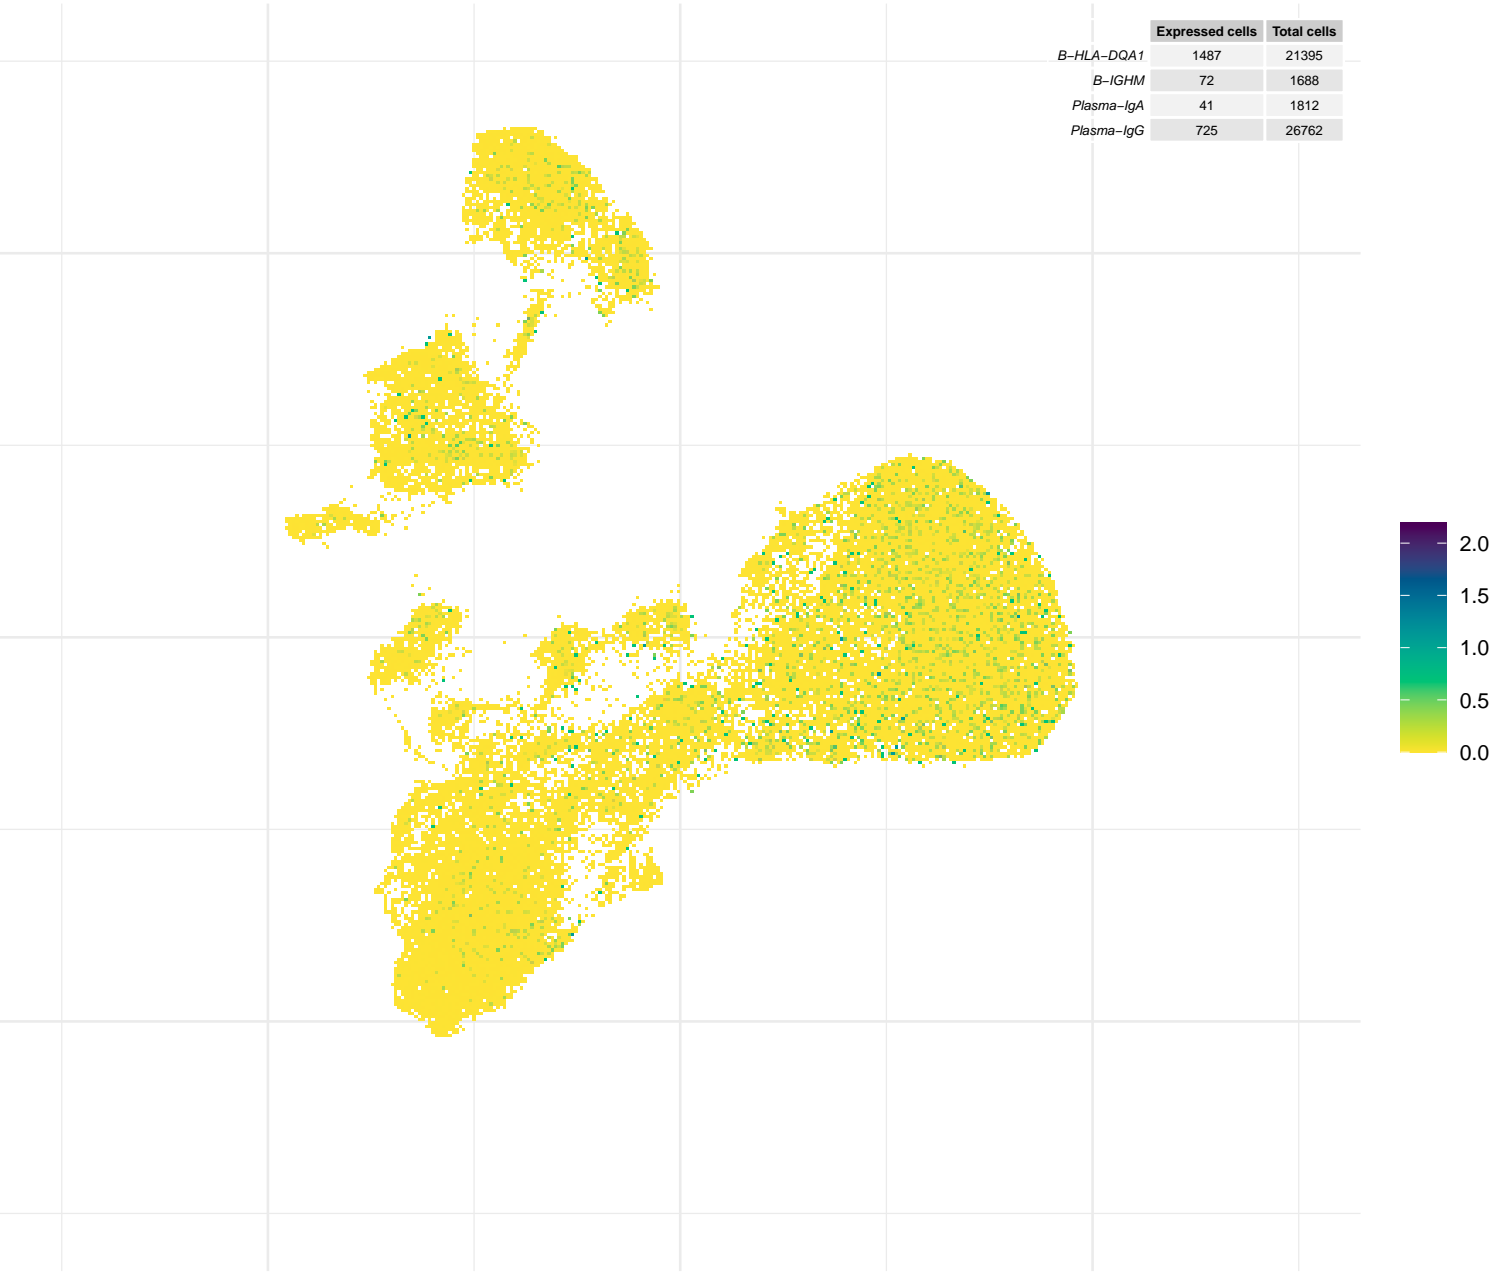 Expressed cells Total cells
B−HLA−DQA1 1487 21395
B−IGHM 72 1688
Plasma−IgA 41 1812
Plasma−IgG 725 26762
2.0
1.5
1.0
0.5
0.0